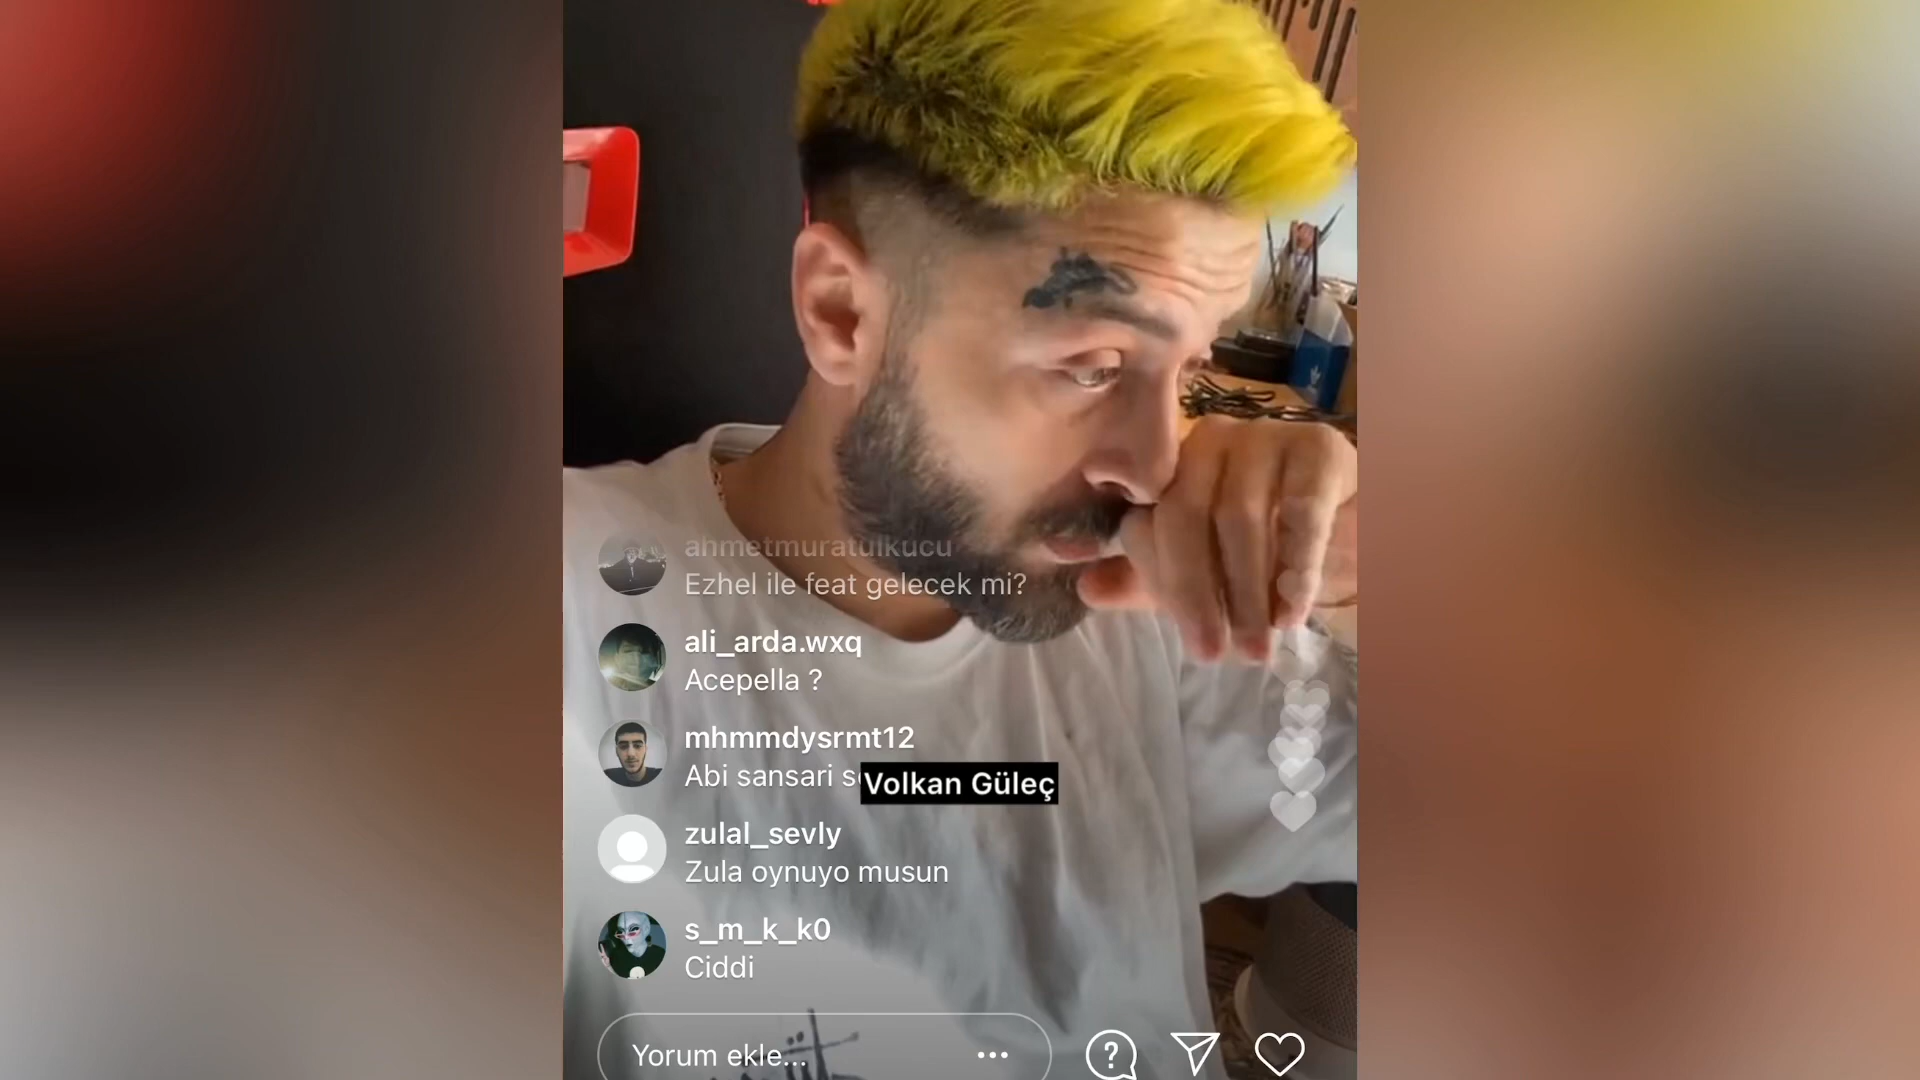 ahmetmuratulkucu
Ezhel ile feat gelecek mi?
ali_arda.wxq
Acepella ?
mhmmdysrmt12
Abi sansari
Volkan Güleç
zulal_sevly
Zula oynuyo musun
s_m_k_k0
Ciddi
Yorum ekle...